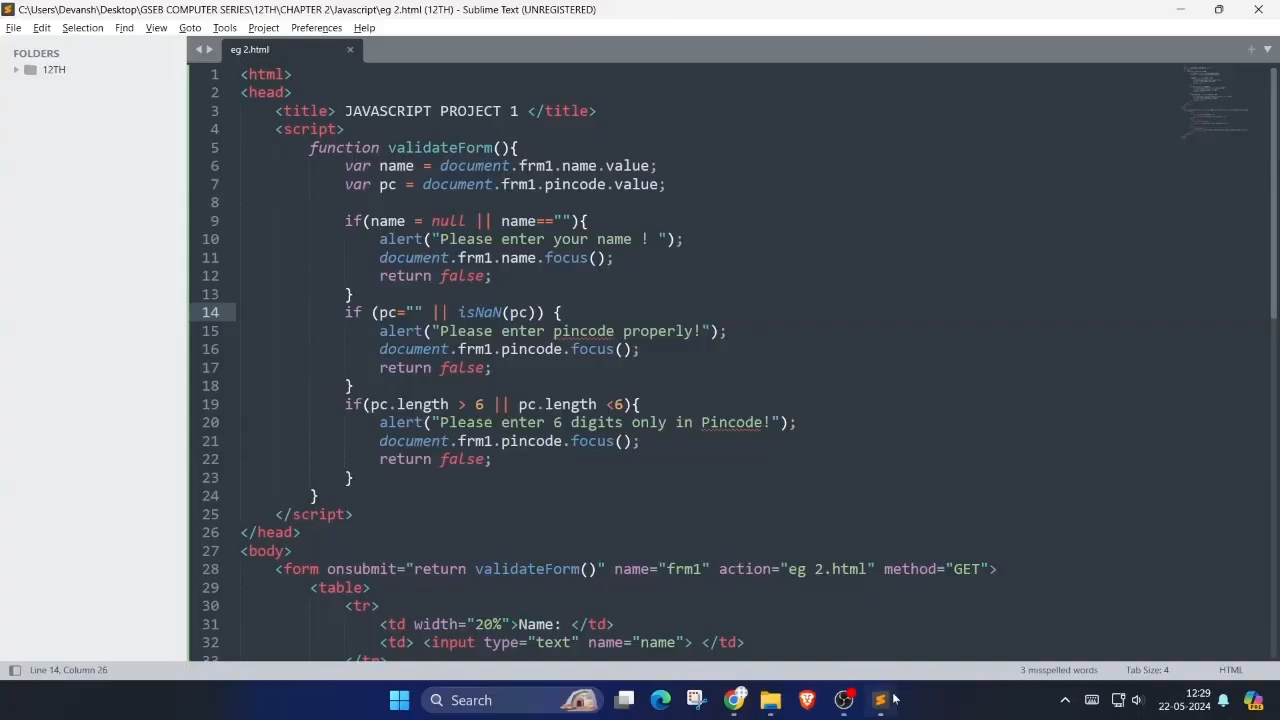 C:\Users\Devansh\Desktop\GSEB COMPUTER SERIES\12TH\CHAPTER 2\Javascript\eg 2.html (12TH) - Sublime Text (UNREGISTERED)
File Edit Selection Find View Goto Tools Project Preferences Help
FOLDERS
12TH
eg 2.html
1 <html>
2 <head>
3 <title> JAVASCRIPT PROJECT 1 </title>
4 <script>
5 function validateForm(){
6 var name = document.frm1.name.value;
7 var pc = document.frm1.pincode.value;
8
9 if(name = null || name==""){
10 alert("Please enter your name ! ");
11 document.frm1.name.focus();
12 return false;
13 }
14 if (pc="" || isNaN(pc)) {
15 alert("Please enter pincode properly!");
16 document.frm1.pincode.focus();
17 return false;
18 }
19 if(pc.length > 6 || pc.length <6){
20 alert("Please enter 6 digits only in Pincode!");
21 document.frm1.pincode.focus();
22 return false;
23 }
24 }
25 </script>
26 </head>
27 <body>
28 <form onsubmit="return validateForm()" name="frm1" action="eg 2.html" method="GET">
29 <table>
30 <tr>
31 <td width="20%">Name: </td>
32 <td> <input type="text" name="name"> </td>
33 </tr>
Line 14, Column 26
3 misspelled words
Tab Size: 4
HTML
Search
12:29
22-05-2024